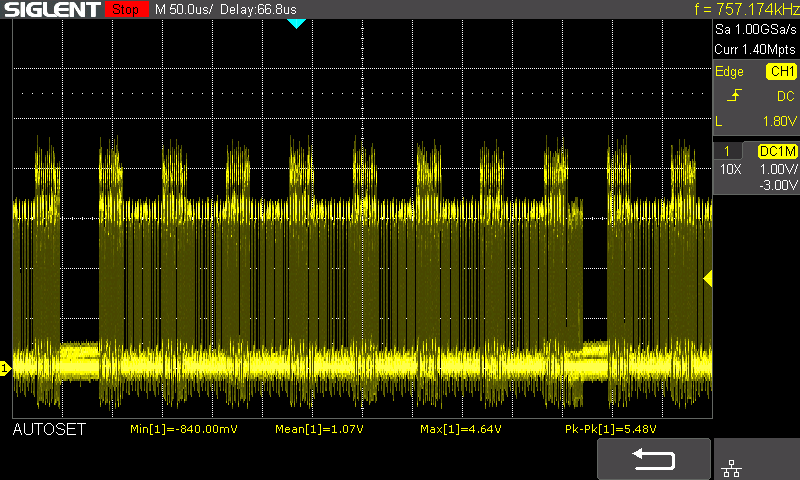 SIGLENT Stop M 50.0us/ Delay:66.8us f = 757.174kHz
Sa 1.00GSa/s
Curr 1.40Mpts
Edge CH1
DC
L 1.80V
1 DC1M
10X 1.00V/
-3.00V
1
AUTOSET Min[1]=-840.00mV Mean[1]=1.07V Max[1]=4.64V Pk-Pk[1]=5.48V